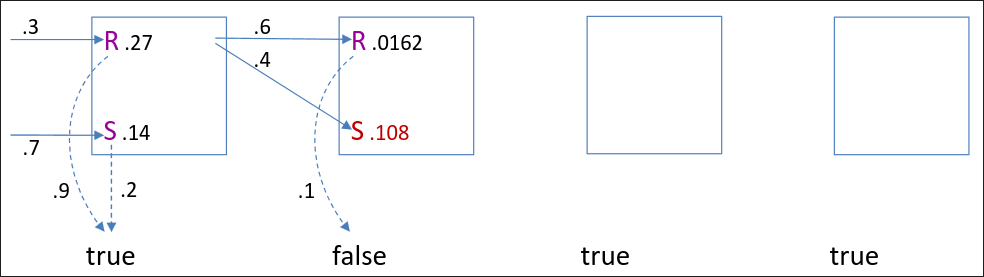 .3
R .27
.6
R .0162
.4
S .14
S .108
.7
.9
.2
.1
true
false
true
true